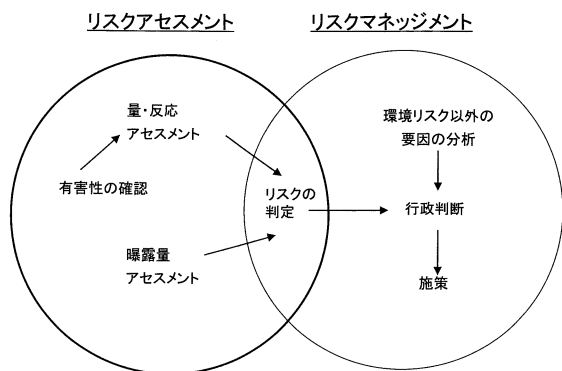 リスクアセスメント
リスクマネッジメント
量・反応
アセスメント
有害性の確認
曝露量
アセスメント
リスクの
判定
環境リスク以外の
要因の分析
行政判断
施策